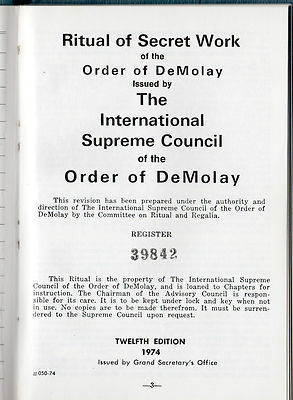 Ritual of Secret Work
of the
Order of DeMolay
Issued by
The
International
Supreme Council
of the
Order of DeMolay
This revision has been prepared under the authority and
direction of The International Supreme Council of the Order of
DeMolay by the Committee on Ritual and Regalia.
REGISTER
39842
This Ritual is the property of The International Supreme
Council of the Order of DeMolay, and is loaned to Chapters for
instruction. The Chairman of the Advisory Council is respon-
sible for its care. It is to be kept under lock and key when not
in use. No copies are to be made therefrom. It must be surren-
dered to the Supreme Council upon request.
TWELFTH EDITION
1974
Issued by Grand Secretary's Office
#050-74
—3—